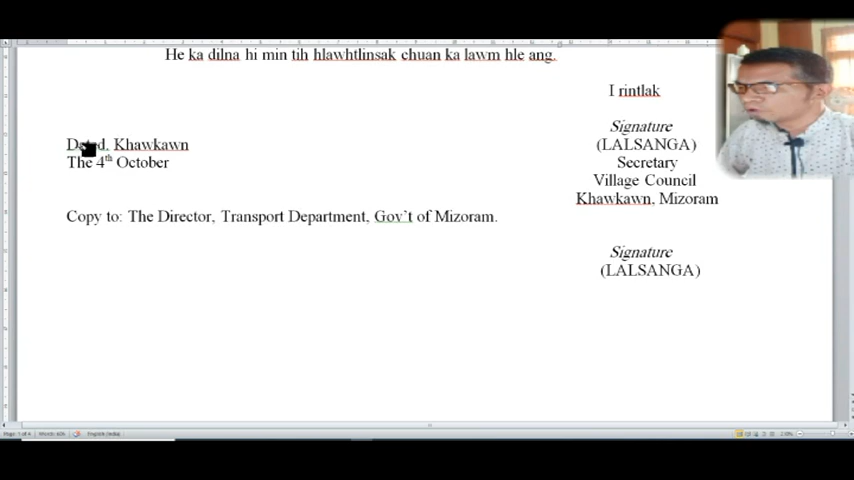 He ka dilna hi min tih hlawhtlinsak chuan ka lawm hle ang.
I rintlak
Signature
Dated, Khawkawn
(LALSANGA)
The 4th October
Secretary
Village Council
Khawkawn, Mizoram
Copy to: The Director, Transport Department, Gov't of Mizoram.
Signature
(LALSANGA)